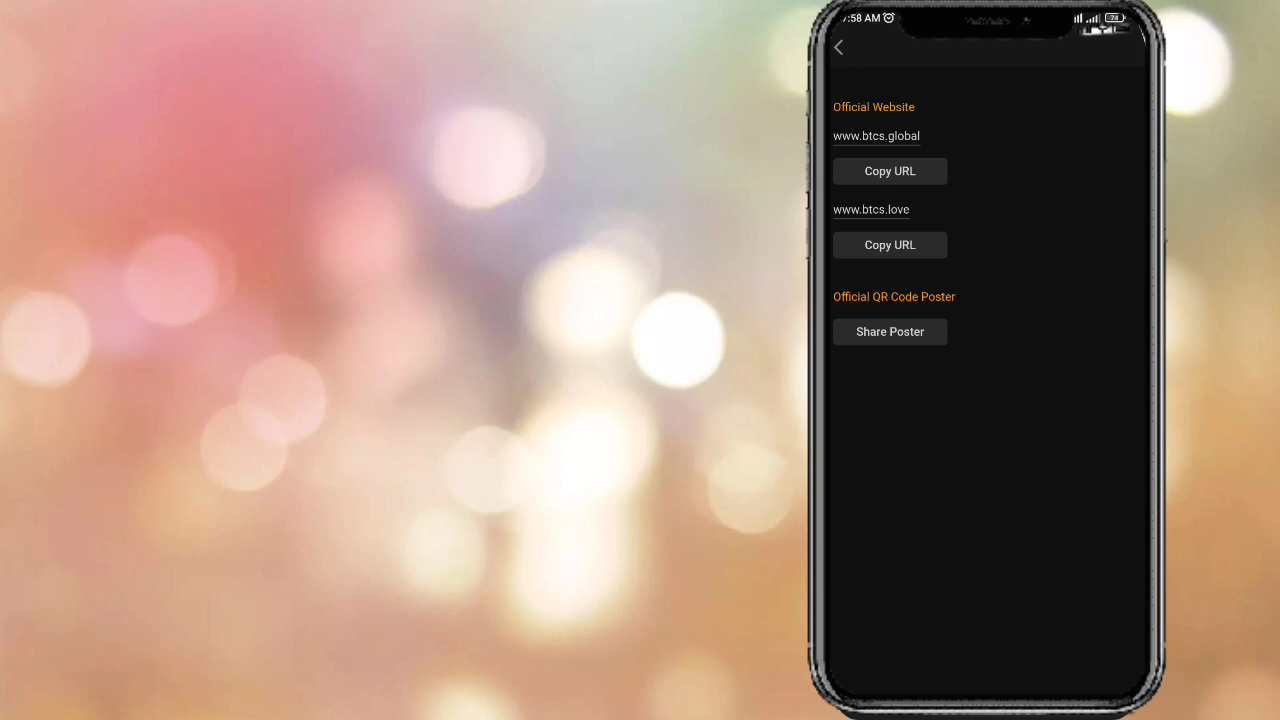 7:58 AM
74
Official Website
www.btcs.global
Copy URL
www.btcs.love
Copy URL
Official QR Code Poster
Share Poster